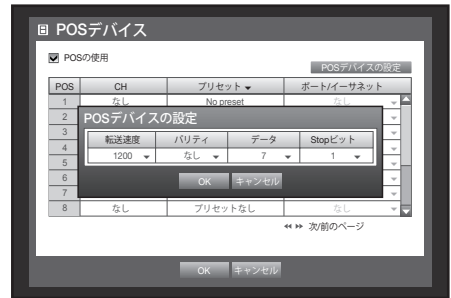 POSデバイス
POSの使用
POSデバイスの設定
POS CH プリセット ポート/イーサネット
1 なし No preset なし
2
POSデバイスの設定
3
転送速度 パリティ データ Stopビット
4
1200 なし 7 1
5
6
OK キャンセル
7
8 なし プリセットなし なし
次/前のページ
OK キャンセル